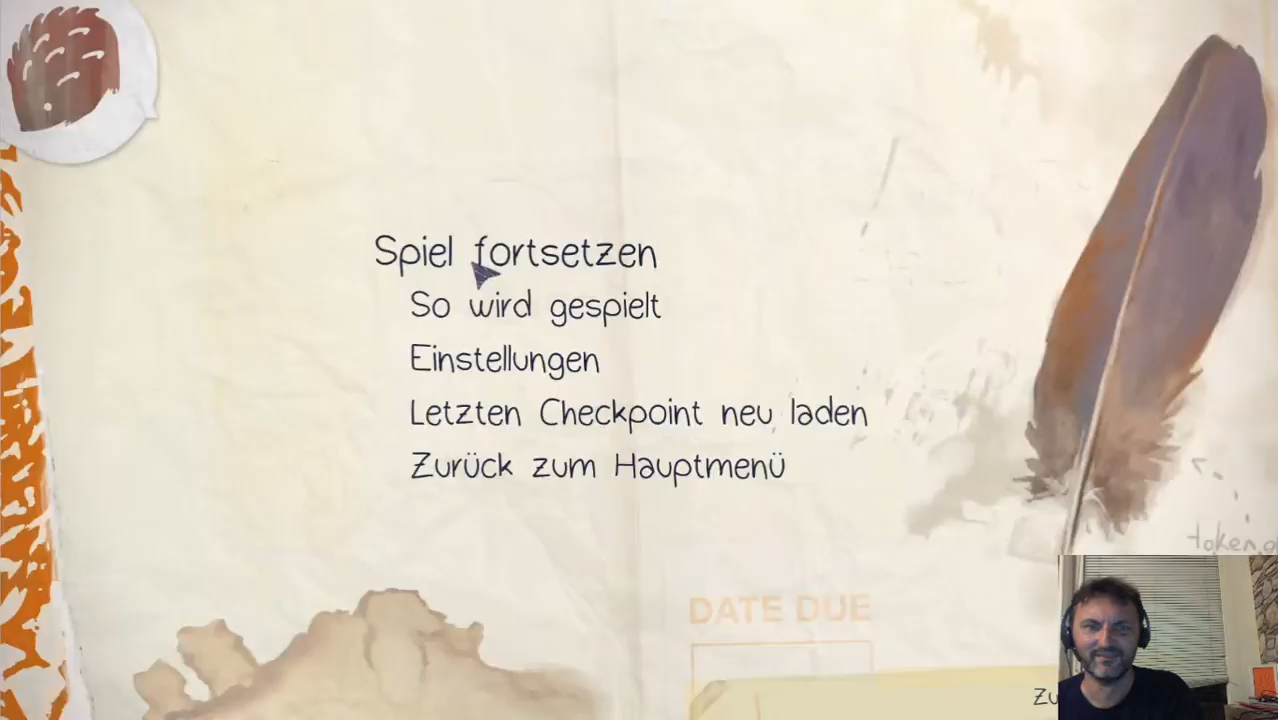 Spiel fortsetzen
So wird gespielt
Einstellungen
Letzten Checkpoint neu laden
Zurück zum Hauptmenü
DATE DUE